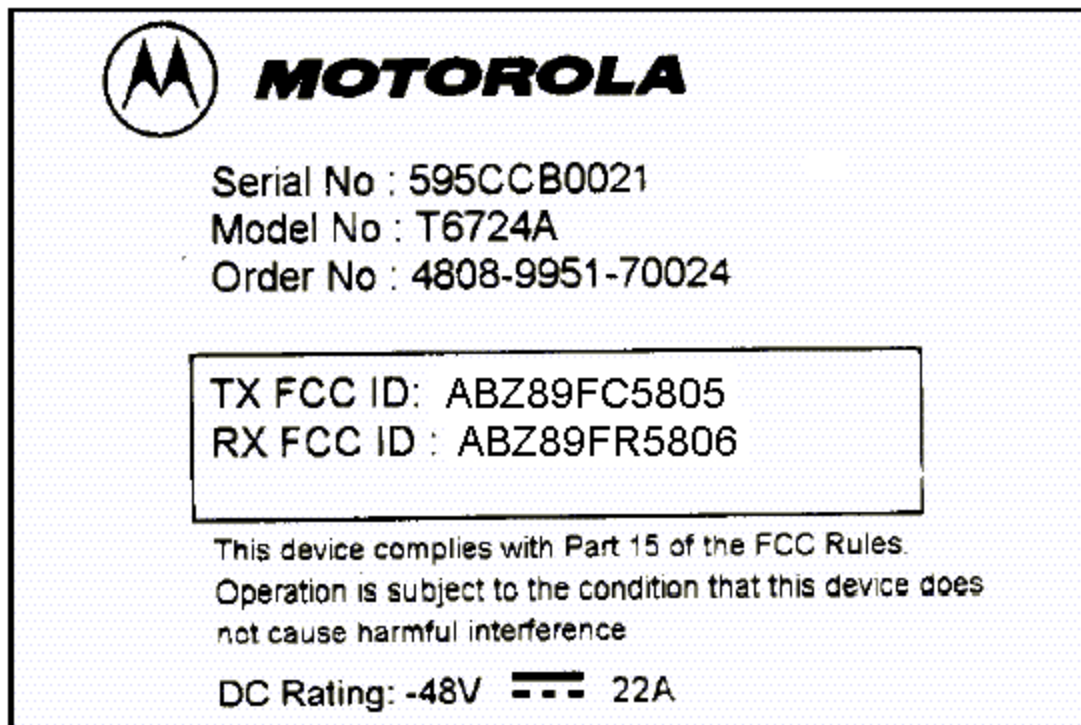 MOTOROLA
Serial No : 595CCB0021
Model No : T6724A
Order No : 4808-9951-70024
TX FCC ID: ABZ89FC5805
RX FCC ID : ABZ89FR5806
This device complies with Part 15 of the FCC Rules.
Operation is subject to the condition that this device does
not cause harmful interference
DC Rating: -48V 22A